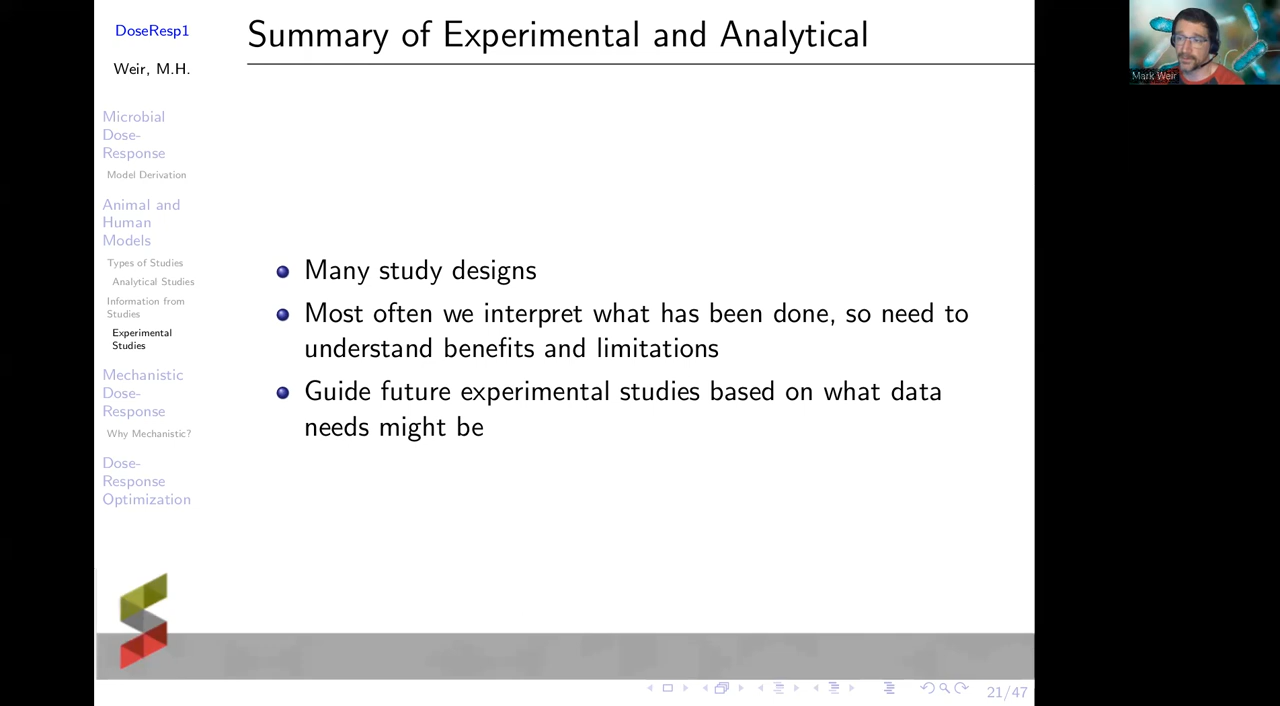 DoseResp1
Weir, M.H.
Microbial
Dose-
Response
Model Derivation
Animal and
Human
Models
Types of Studies
Analytical Studies
Information from
Studies
Experimental
Studies
Mechanistic
Dose-
Response
Why Mechanistic?
Dose-
Response
Optimization
Summary of Experimental and Analytical
Many study designs
Most often we interpret what has been done, so need to
understand benefits and limitations
Guide future experimental studies based on what data
needs might be
21/47
Mark Weir